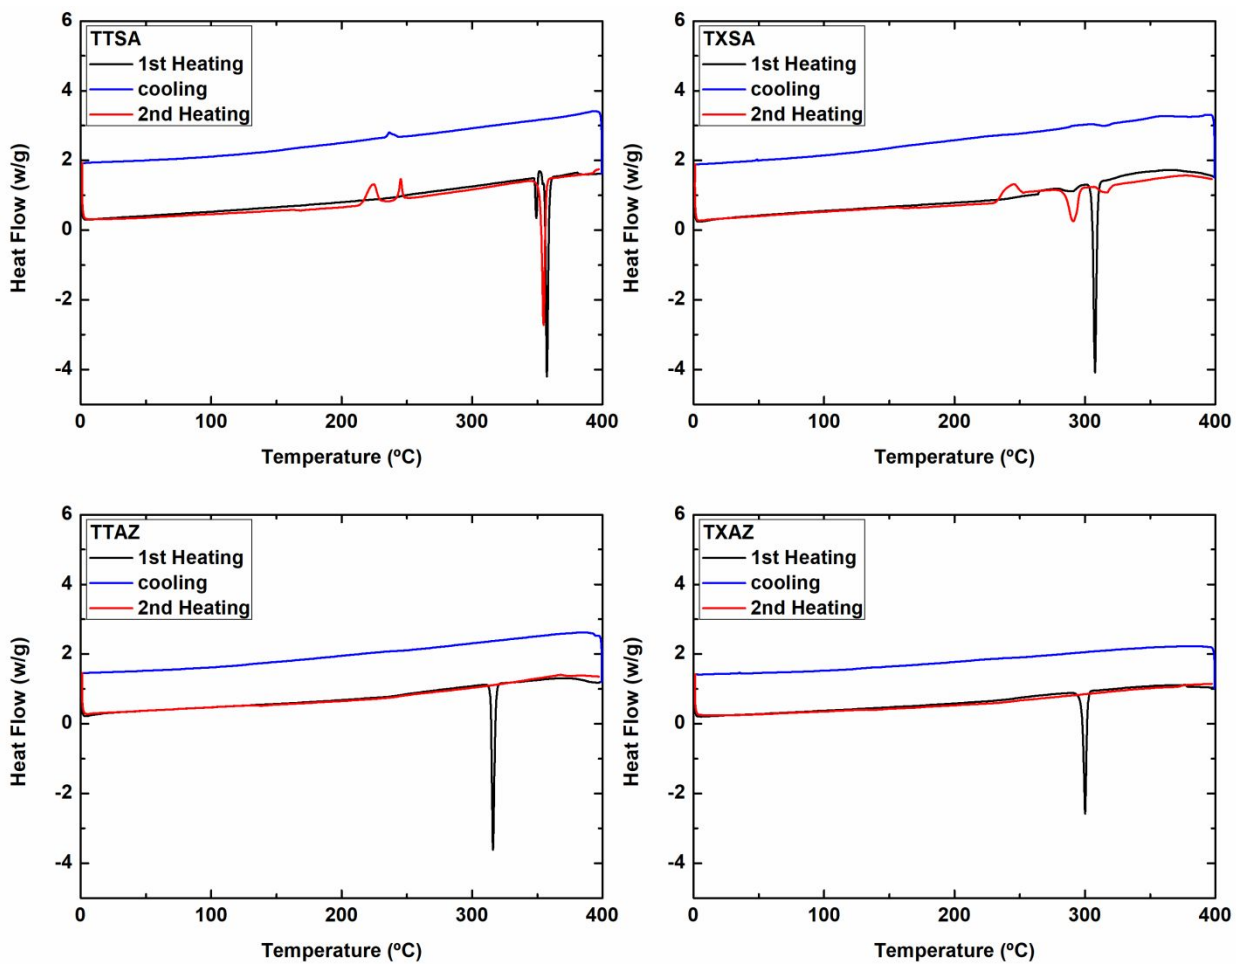 TTSA
1st Heating
cooling
2nd Heating
6
4
2
0
-2
-4
Heat Flow (w/g)
0 100 200 300 400
Temperature (ºC)
TXSA
1st Heating
cooling
2nd Heating
6
4
2
0
-2
-4
Heat Flow (w/g)
0 100 200 300 400
Temperature (ºC)
TTAZ
1st Heating
cooling
2nd Heating
6
4
2
0
-2
-4
Heat Flow (w/g)
0 100 200 300 400
Temperature (ºC)
TXAZ
1st Heating
cooling
2nd Heating
6
4
2
0
-2
-4
Heat Flow (w/g)
0 100 200 300 400
Temperature (ºC)